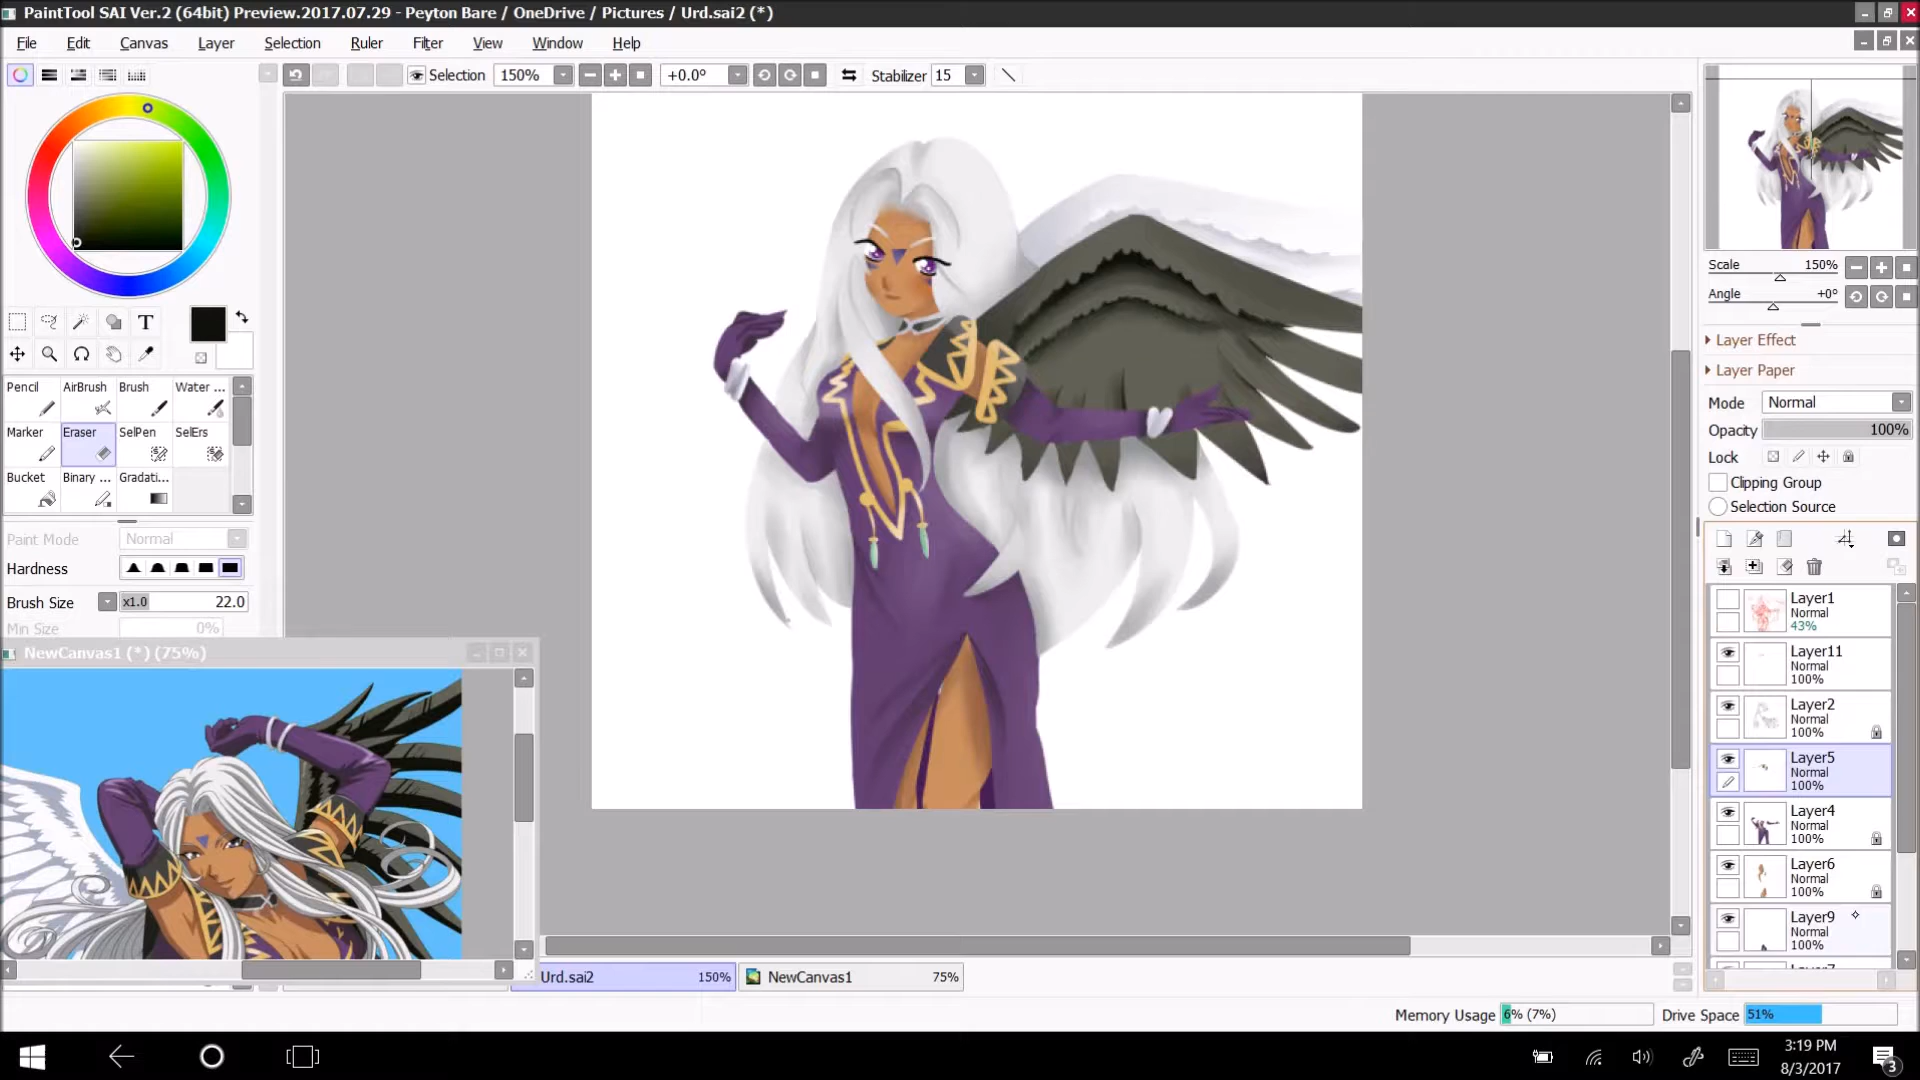 PaintTool SAI Ver.2 (64bit) Preview.2017.07.29 - Peyton Bare / OneDrive / Pictures / Urd.sai2 (*)
File Edit Canvas Layer Selection Ruler Filter View Window Help
Selection 150% +0.0° Stabilizer 15
Scale 150%
Angle +0°
T
Layer Effect
Layer Paper
Mode Normal
Opacity 100%
Lock
Clipping Group
Selection Source
Pencil AirBrush Brush Water ...
Marker Eraser SelPen SelErs
Bucket Binary ... Gradati...
Paint Mode Normal
Hardness
Brush Size x1.0 22.0
Min Size 0%
NewCanvas1 (*) (75%)
Layer1
Normal
43%
Layer11
Normal
100%
Layer2
Normal
100%
Layer5
Normal
100%
Layer4
Normal
100%
Layer6
Normal
100%
Layer9
Normal
100%
Urd.sai2 150% NewCanvas1 75%
Memory Usage 6% (7%) Drive Space 51%
3:19 PM
8/3/2017
3